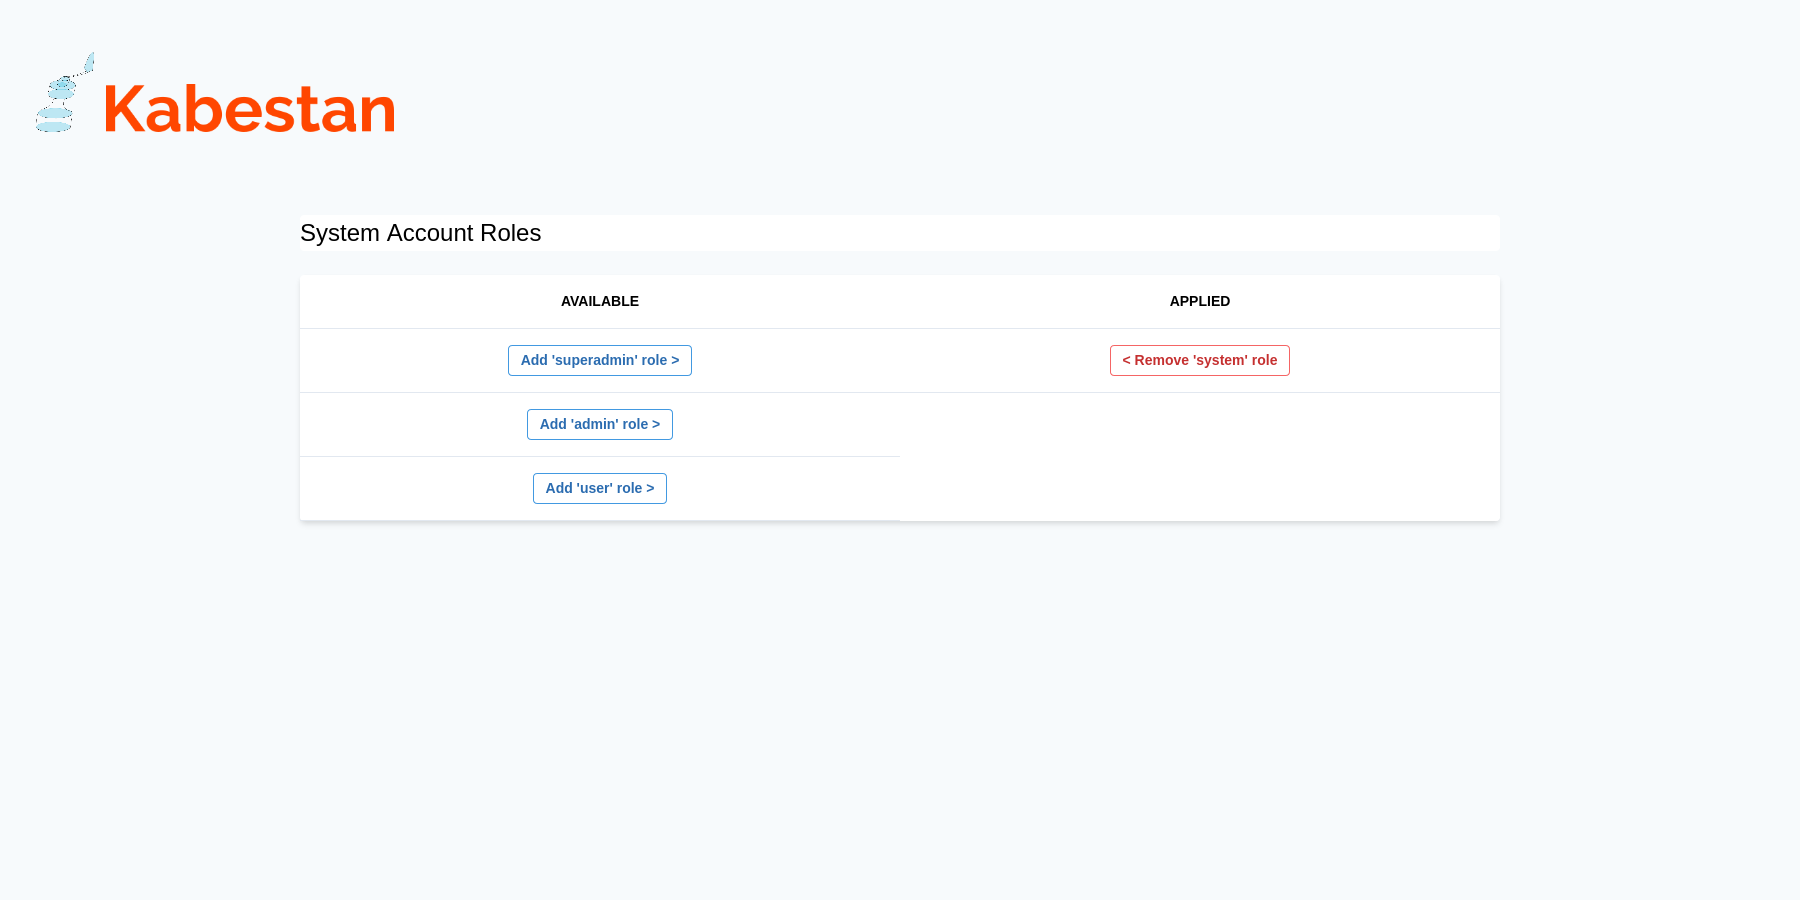 Kabestan
System Account Roles
AVAILABLE
APPLIED
Add 'superadmin' role >
< Remove 'system' role
Add 'admin' role >
Add 'user' role >